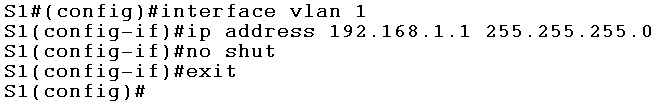 S1#(config)#interface vlan 1
S1(config-if)#ip address 192.168.1.1 255.255.255.0
S1(config-if)#no shut
S1(config-if)#exit
S1(config)#